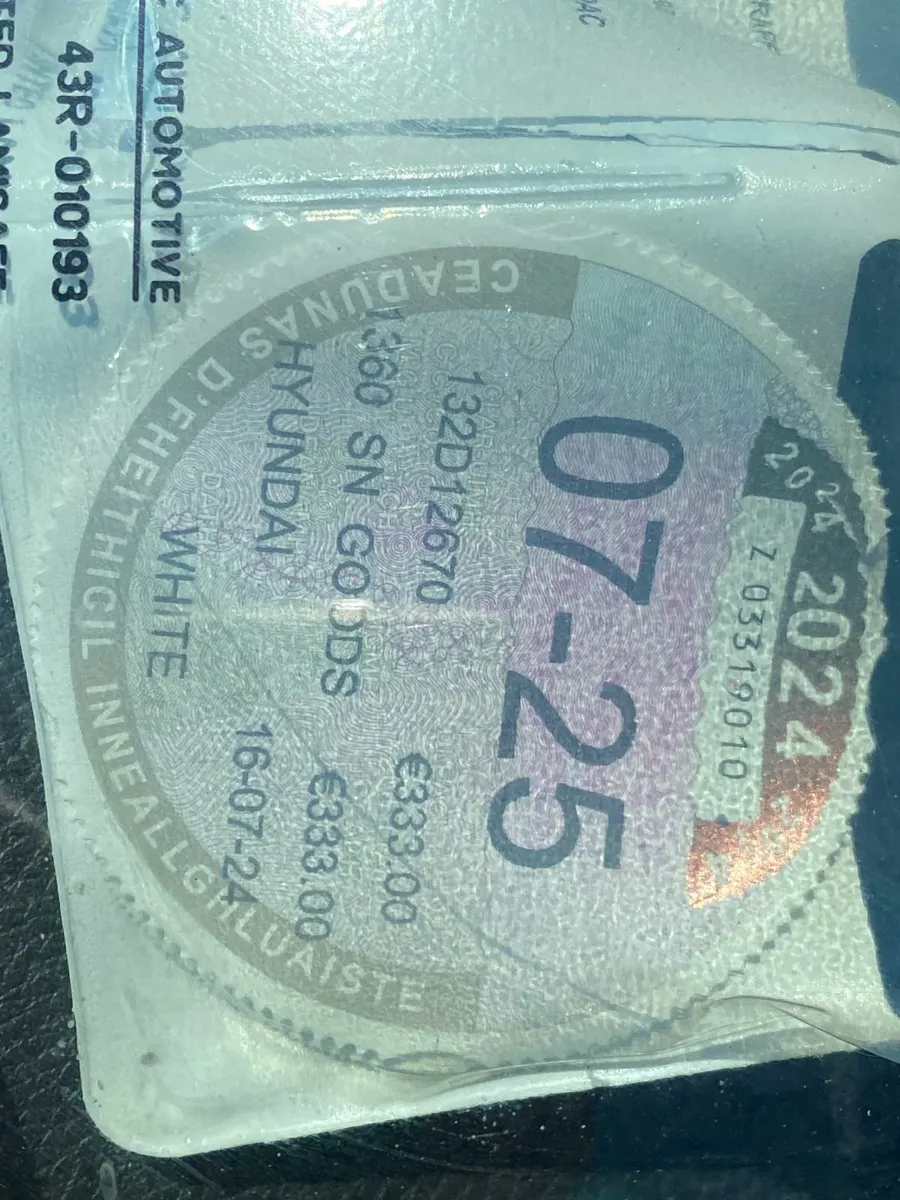 AUTOMOTIVE
43R-010193
CEADÚNAS D'FHEITHICIL INNEALLGHLUAISTE
2024 2024
Z 03319010
07-25
132D12670 €333.00
1360 SN GOODS €333.00
HYUNDAI 16-07-24
WHITE